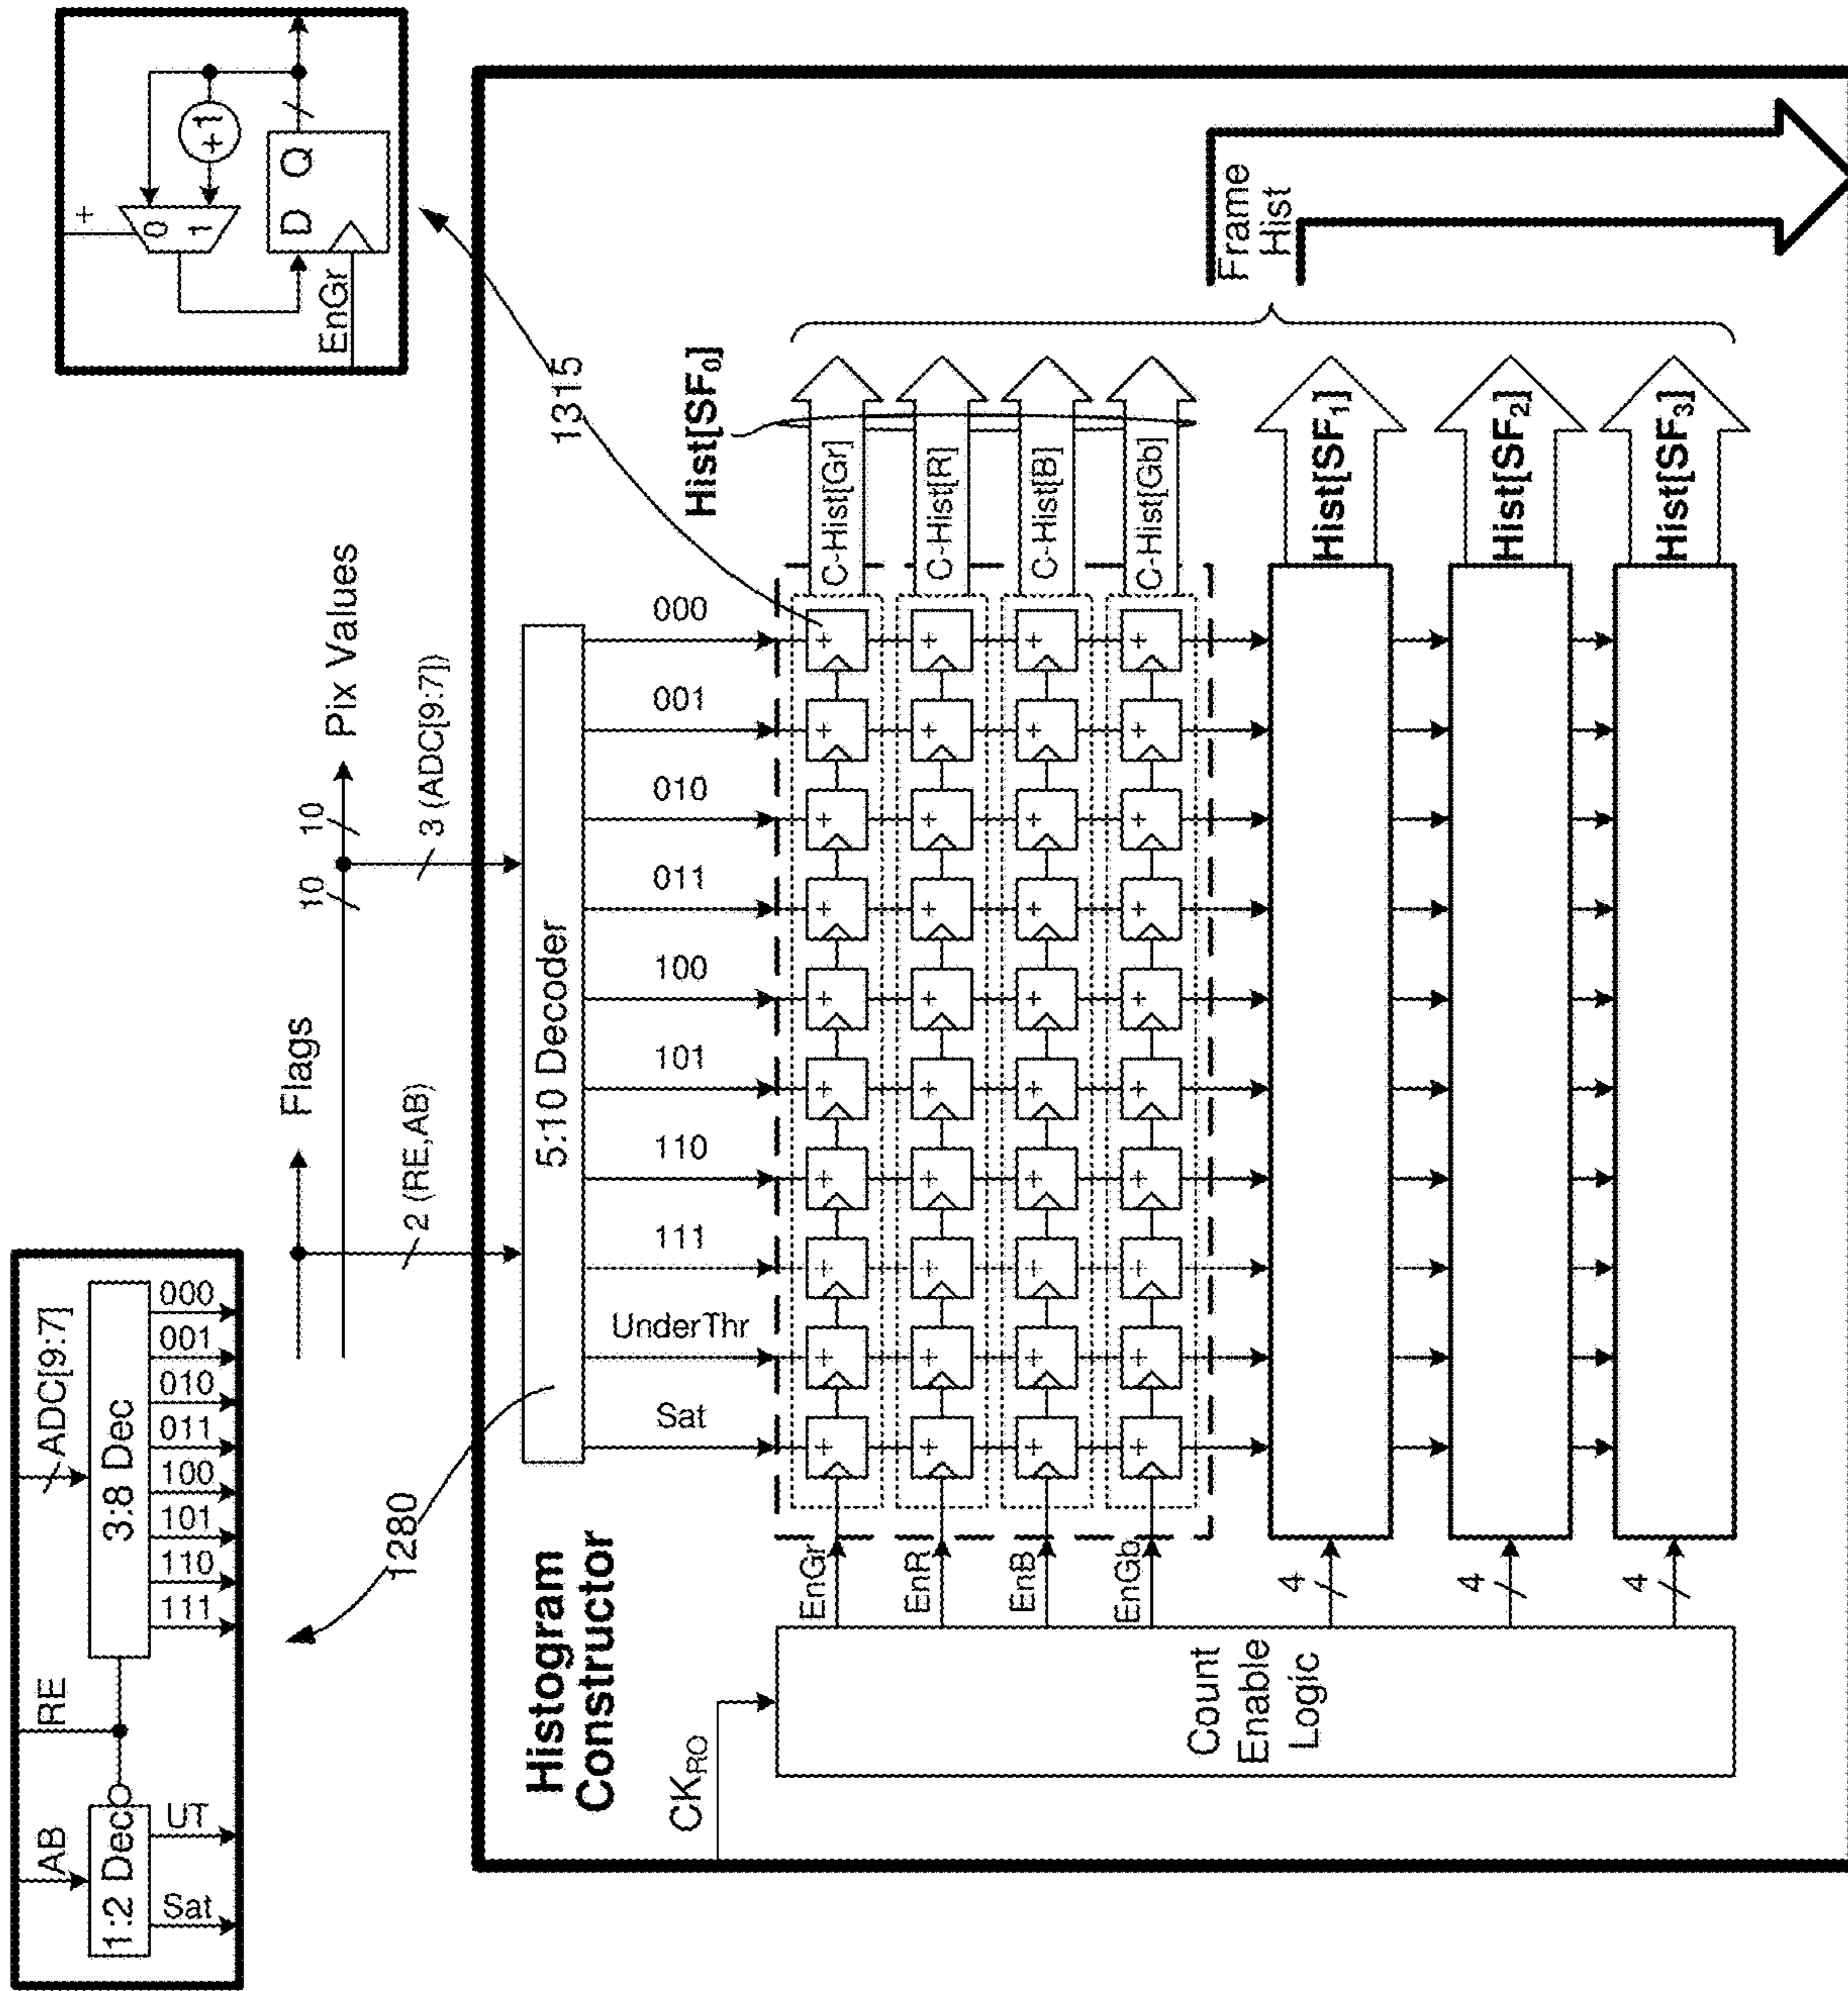 AB
RE
ADC[9:7]
1:2 Dec
3:8 Dec
Sat
UT
111
110
101
100
011
010
001
000
+
0
1
+1
D
Q
EnGr
1280
1315
Flags
Pix Values
10
10
2 (RE,AB)
3 (ADC[9:7])
Histogram
Constructor
5:10 Decoder
Sat
UnderThr
111
110
101
100
011
010
001
000
CK_RO
Count
Enable
Logic
EnGr
+ + + + + + + + + +
C-Hist[Gr]
EnR
+ + + + + + + + + +
C-Hist[R]
EnB
+ + + + + + + + + +
C-Hist[B]
EnGb
+ + + + + + + + + +
C-Hist[Gb]
Hist[SF₀]
4
Hist[SF₁]
4
Hist[SF₂]
4
Hist[SF₃]
Frame
Hist